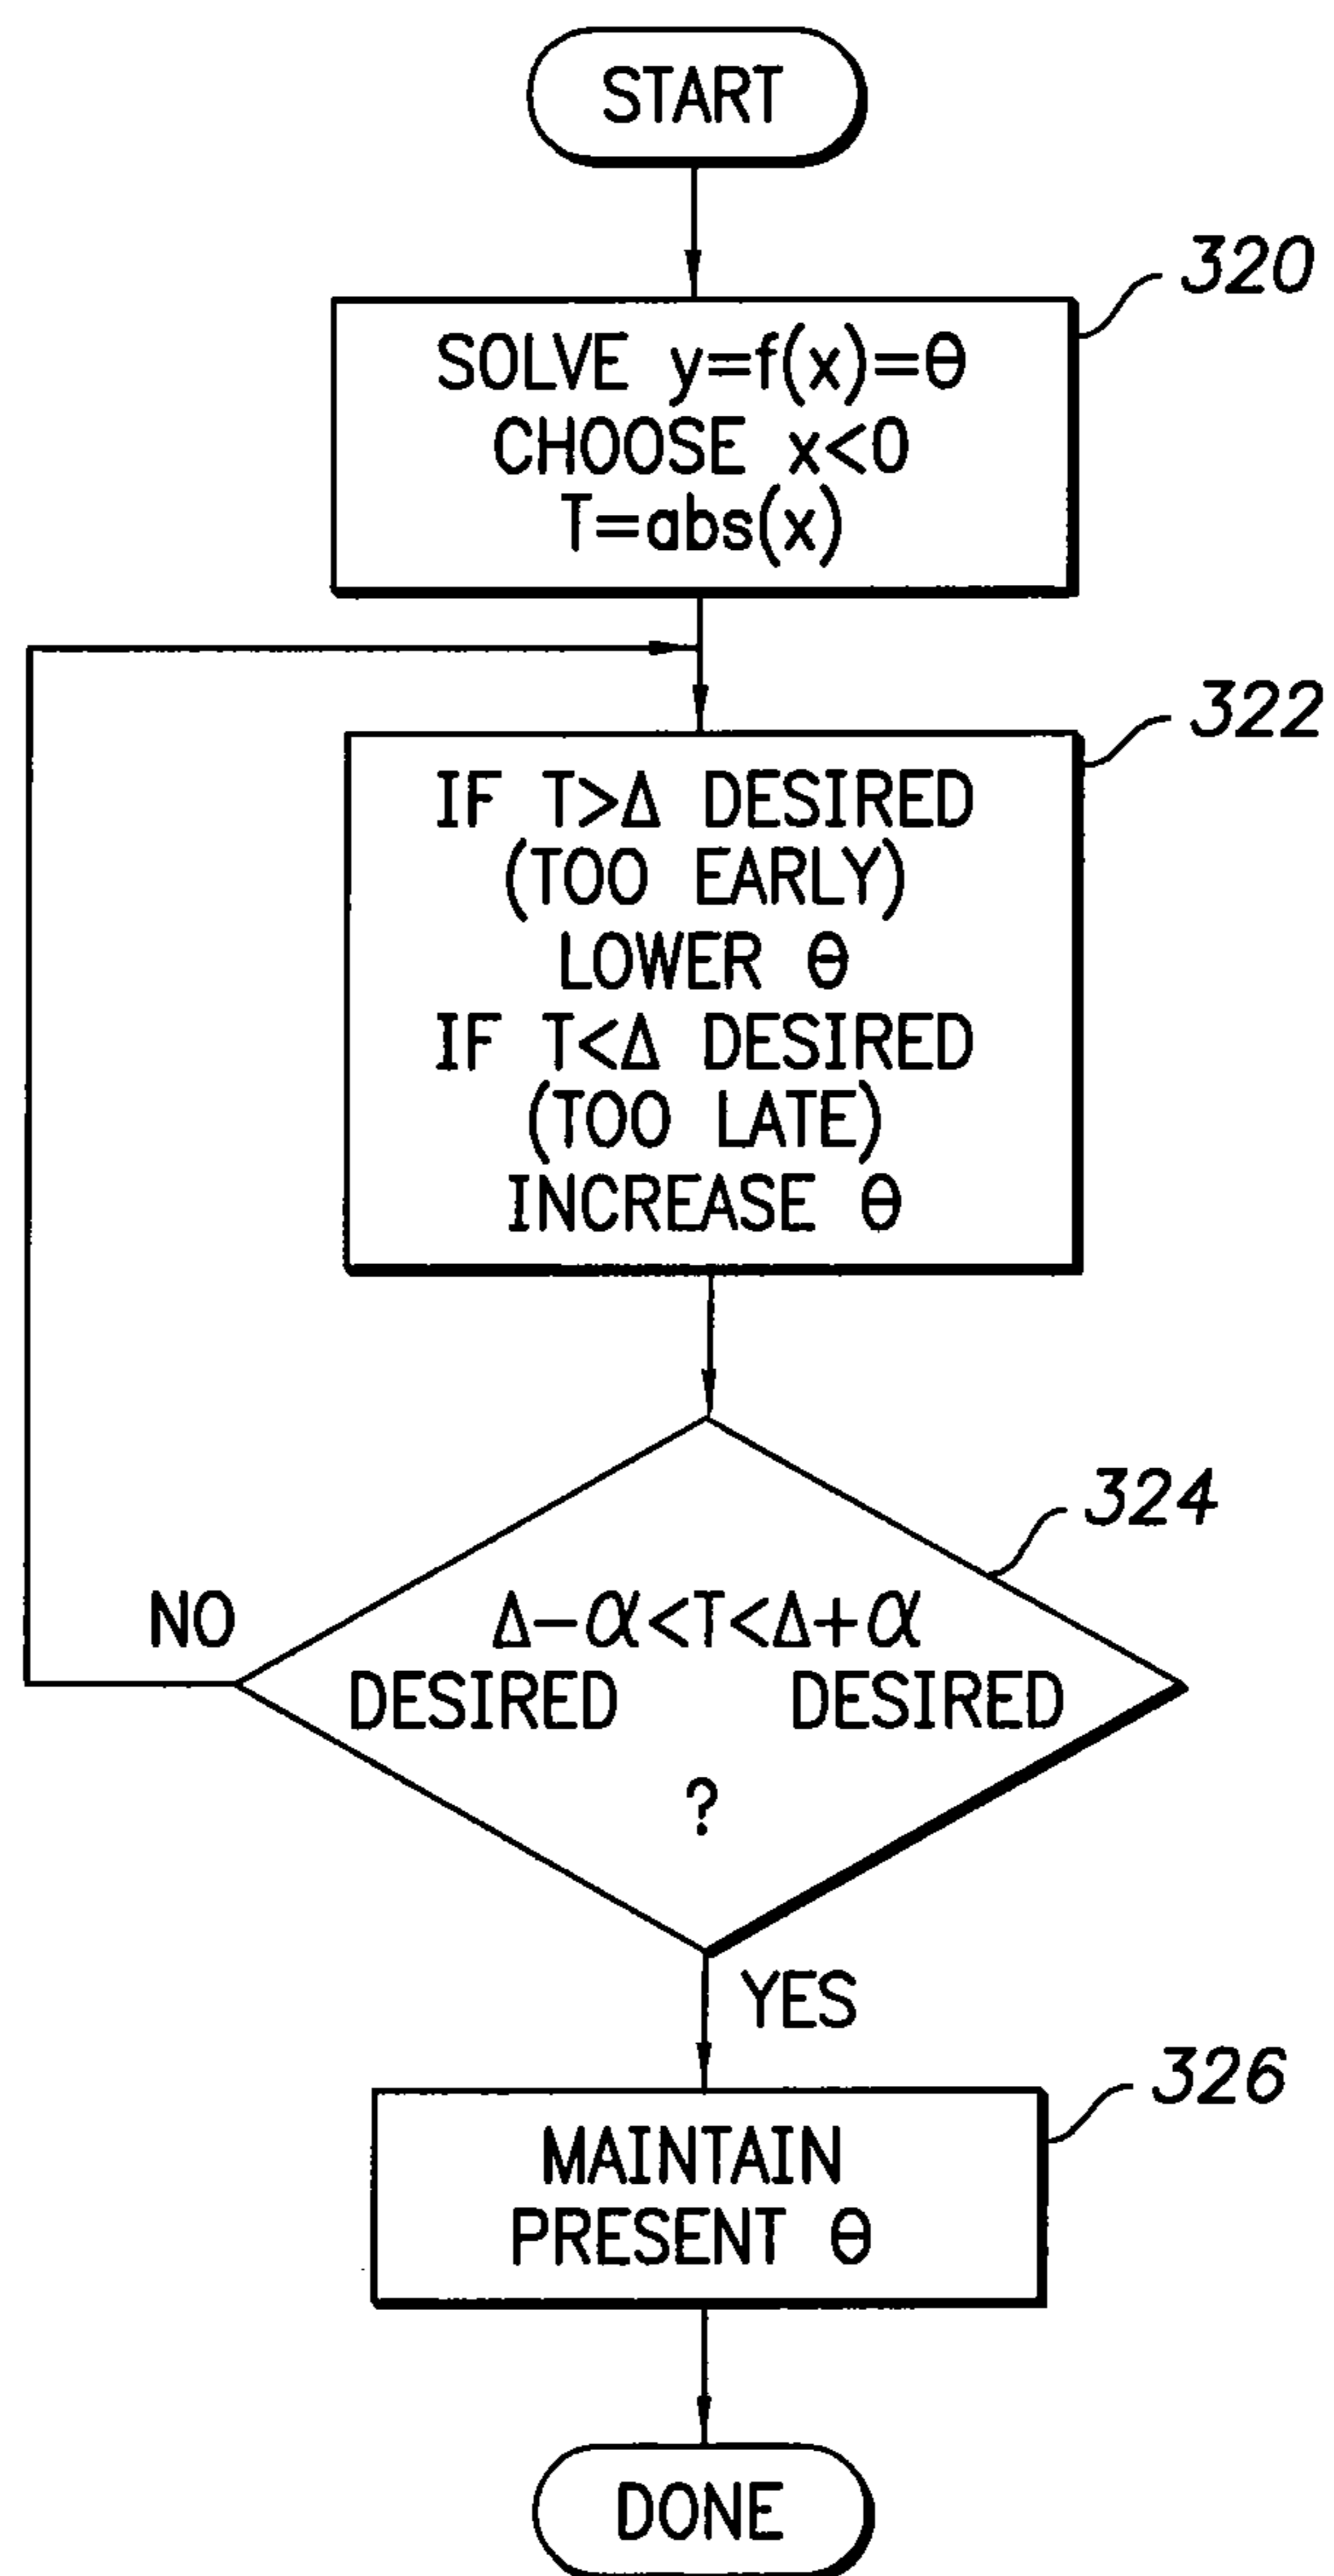 START
320
SOLVE y=f(x)=θ
CHOOSE x<0
T=abs(x)
322
IF T>Δ DESIRED
(TOO EARLY)
LOWER θ
IF T<Δ DESIRED
(TOO LATE)
INCREASE θ
324
NO
Δ-α<T<Δ+α
DESIRED DESIRED
?
YES
326
MAINTAIN
PRESENT θ
DONE